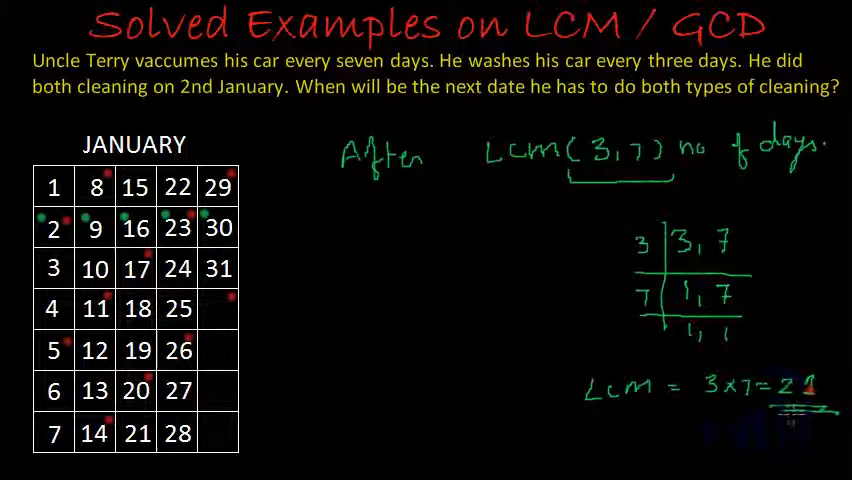 Solved Examples on LCM / GCD
Uncle Terry vaccumes his car every seven days. He washes his car every three days. He did
both cleaning on 2nd January. When will be the next date he has to do both types of cleaning?
JANUARY
After LCM(3,7) no of days.
1 8 15 22 29
2 9 16 23 30
3 10 17 24 31
4 11 18 25
5 12 19 26
6 13 20 27
7 14 21 28
3 3, 7
7 1, 7
1, 1
LCM = 3×7=21